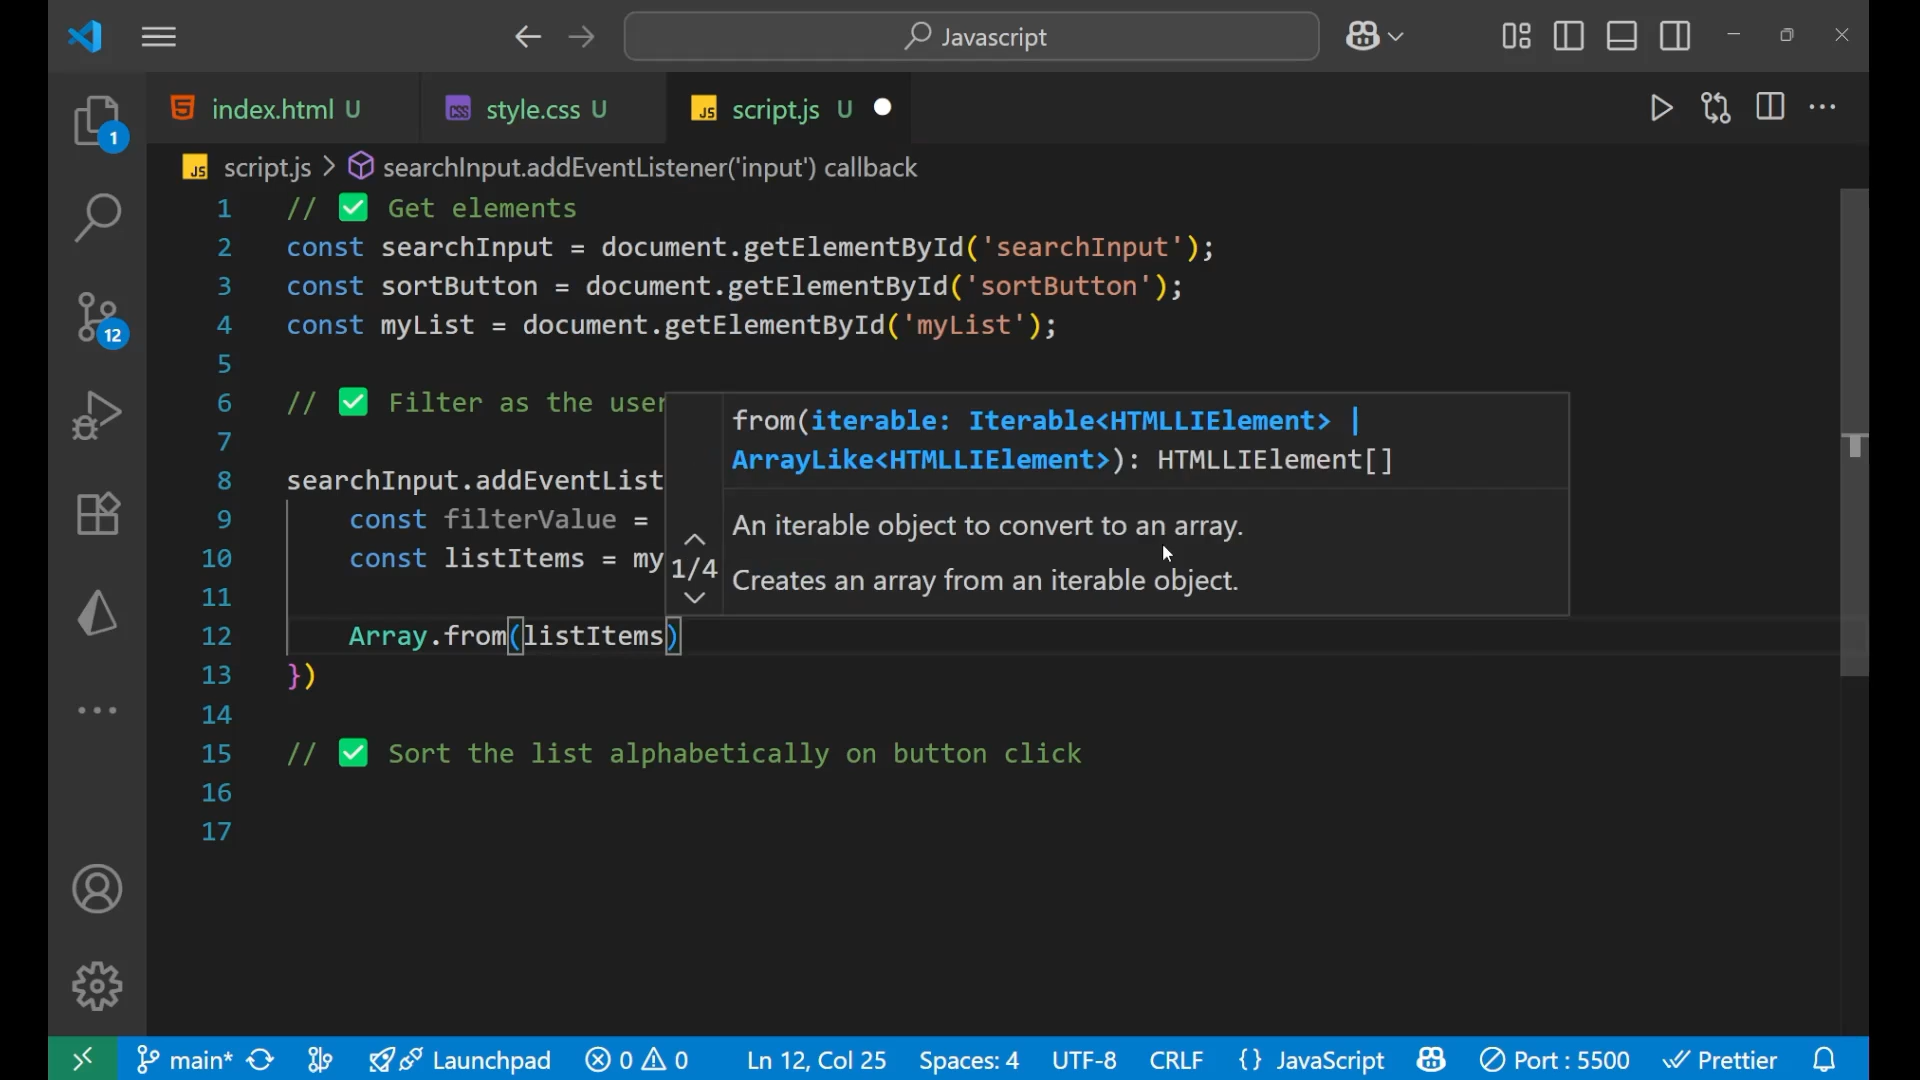 Javascript
index.html U
style.css U
JS script.js U
JS script.js > searchInput.addEventListener('input') callback
1 // ✅ Get elements
2 const searchInput = document.getElementById('searchInput');
3 const sortButton = document.getElementById('sortButton');
4 const myList = document.getElementById('myList');
5
6 // ✅ Filter as the user
7
8 searchInput.addEventList
9 const filterValue =
10 const listItems = my
11
12 Array.from(listItems)
13 })
14
15 // ✅ Sort the list alphabetically on button click
16
17
from(iterable: Iterable<HTMLLIElement> |
ArrayLike<HTMLLIElement>): HTMLLIElement[]
1/4
An iterable object to convert to an array.
Creates an array from an iterable object.
1
12
main* Launchpad 0 0 Ln 12, Col 25 Spaces: 4 UTF-8 CRLF {} JavaScript Port : 5500 Prettier